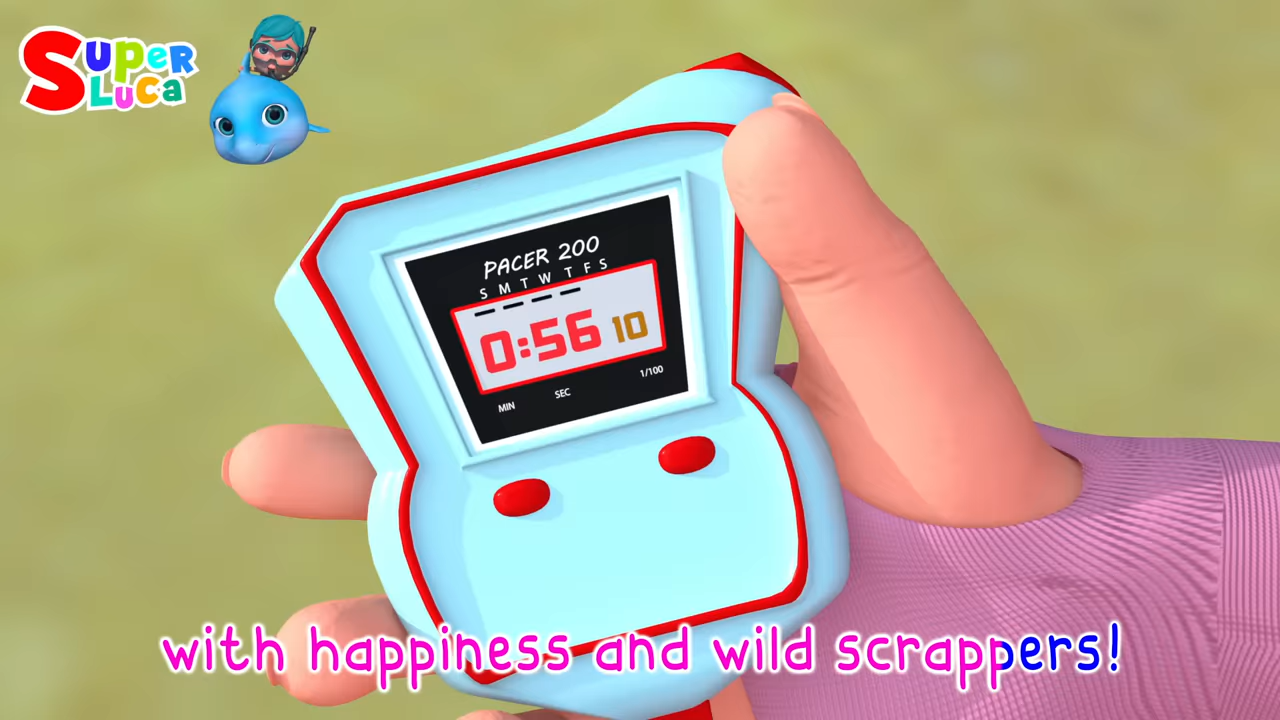 SUPER
LUCA
PACER 200
S M T W T F S
0:56 10
MIN SEC 1/100
with happiness and wild scrappers!